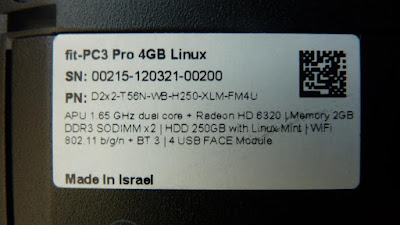 fit-PC3 Pro 4GB Linux
SN: 00215-120321-00200
PN: D2x2-T56N-WB-H250-XLM-FM4U
APU 1.65 GHz dual core + Radeon HD 6320 | Memory 2GB
DDR3 SODIMM x2 | HDD 250GB with Linux Mint | WiFi
802.11 b/g/n + BT 3 | 4 USB FACE Module
Made In Israel